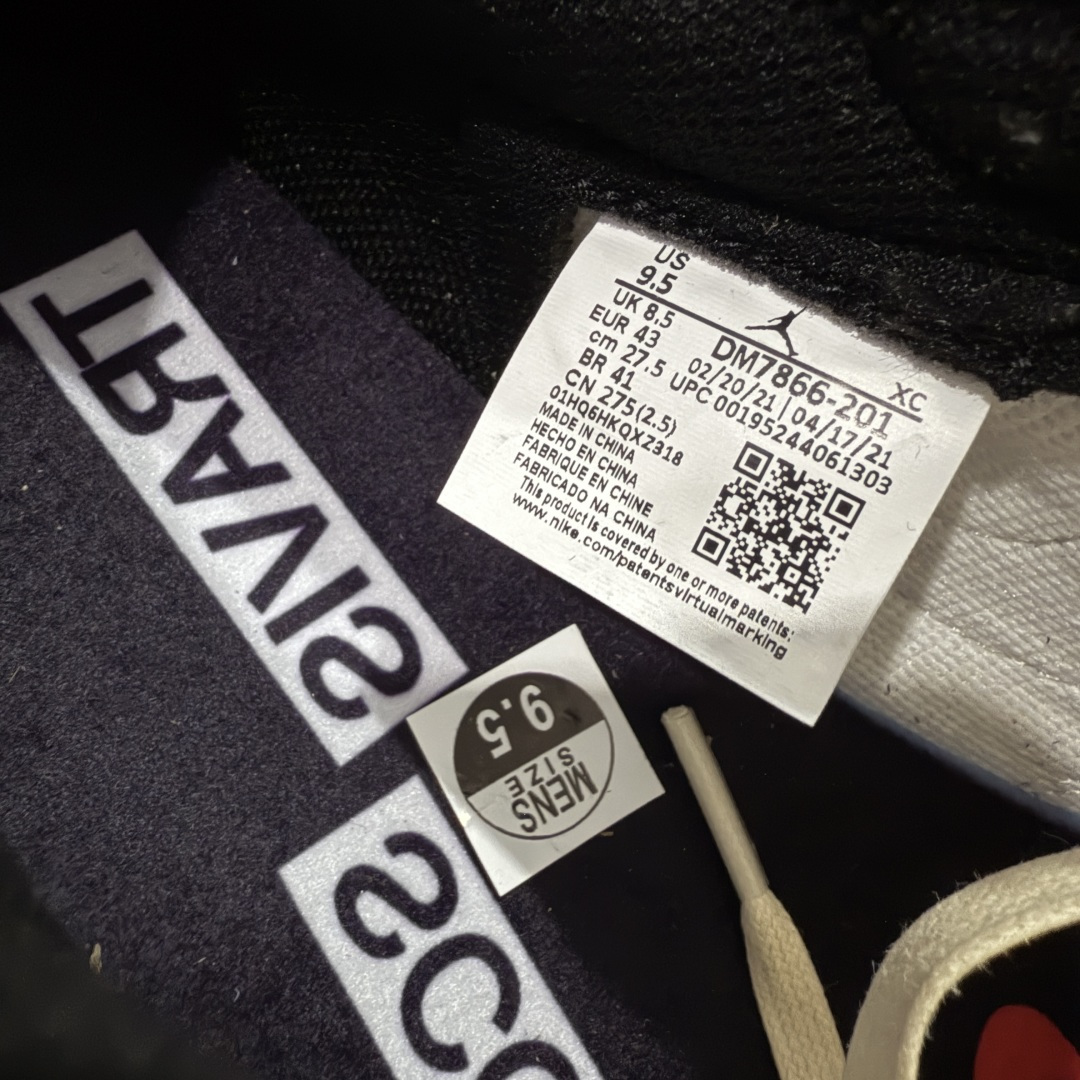 US
9.5
UK 8.5
EUR 43
cm 27.5
BR 41
CN 275(2.5)
01HQ6HKQXZ318
MADE IN CHINA
HECHO EN CHINA
FABRIQUE EN CHINE
FABRICADO NA CHINA
This product is covered by one or more patents:
www.nike.com/patentsvirtualmarking
XC
DM7866-201
02/20/21 | 04/17/21
UPC 00195244061303
TRAVIS
SCO
9.5
MENS
SIZE